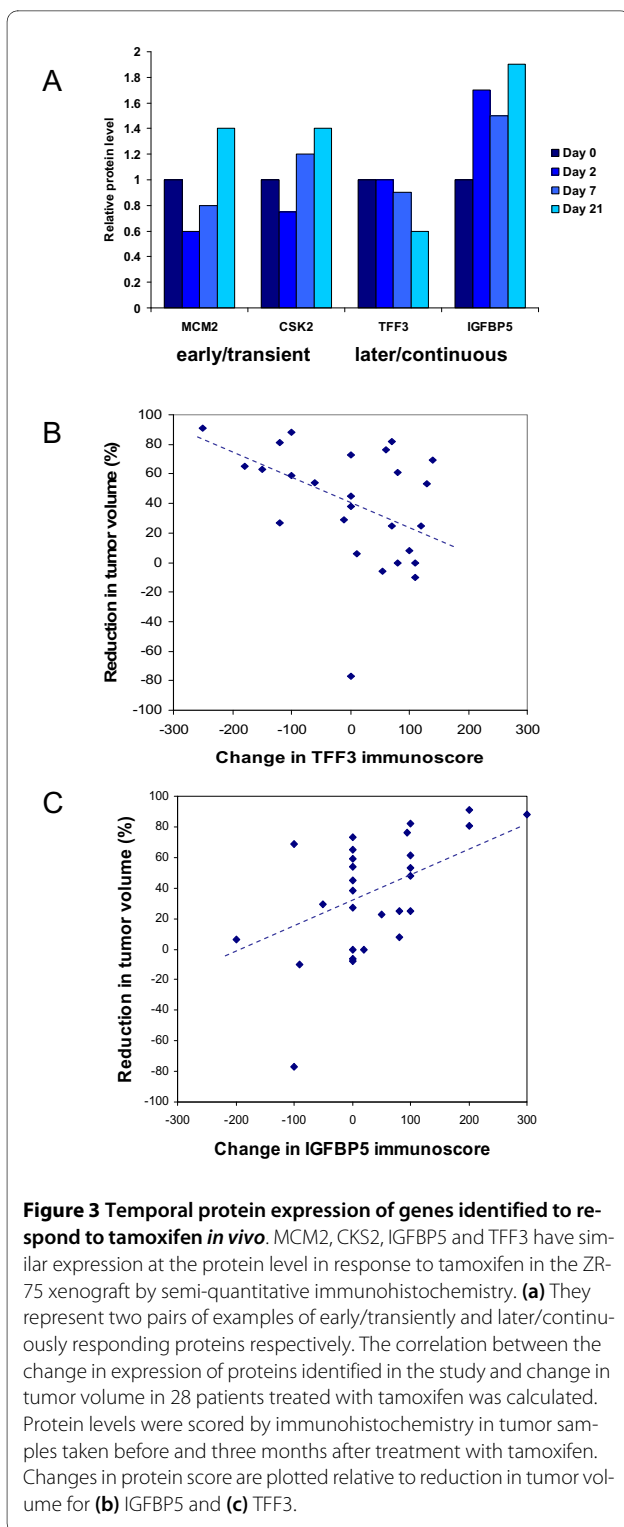 A
2
1.8
1.6
1.4
1.2
1
0.8
0.6
0.4
0.2
0
Relative protein level
MCM2 CSK2 TFF3 IGFBP5
early/transient later/continuous
Day 0
Day 2
Day 7
Day 21
B
100
80
60
40
20
0
-20
-40
-60
-80
-100
Reduction in tumor volume (%)
-300 -200 -100 0 100 200 300
Change in TFF3 immunoscore
C
100
80
60
40
20
0
-20
-40
-60
-80
-100
Reduction in tumor volume (%)
-300 -200 -100 0 100 200 300
Change in IGFBP5 immunoscore
Figure 3 Temporal protein expression of genes identified to re-
spond to tamoxifen in vivo. MCM2, CKS2, IGFBP5 and TFF3 have sim-
ilar expression at the protein level in response to tamoxifen in the ZR-
75 xenograft by semi-quantitative immunohistochemistry. (a) They
represent two pairs of examples of early/transiently and later/continu-
ously responding proteins respectively. The correlation between the
change in expression of proteins identified in the study and change in
tumor volume in 28 patients treated with tamoxifen was calculated.
Protein levels were scored by immunohistochemistry in tumor sam-
ples taken before and three months after treatment with tamoxifen.
Changes in protein score are plotted relative to reduction in tumor vol-
ume for (b) IGFBP5 and (c) TFF3.